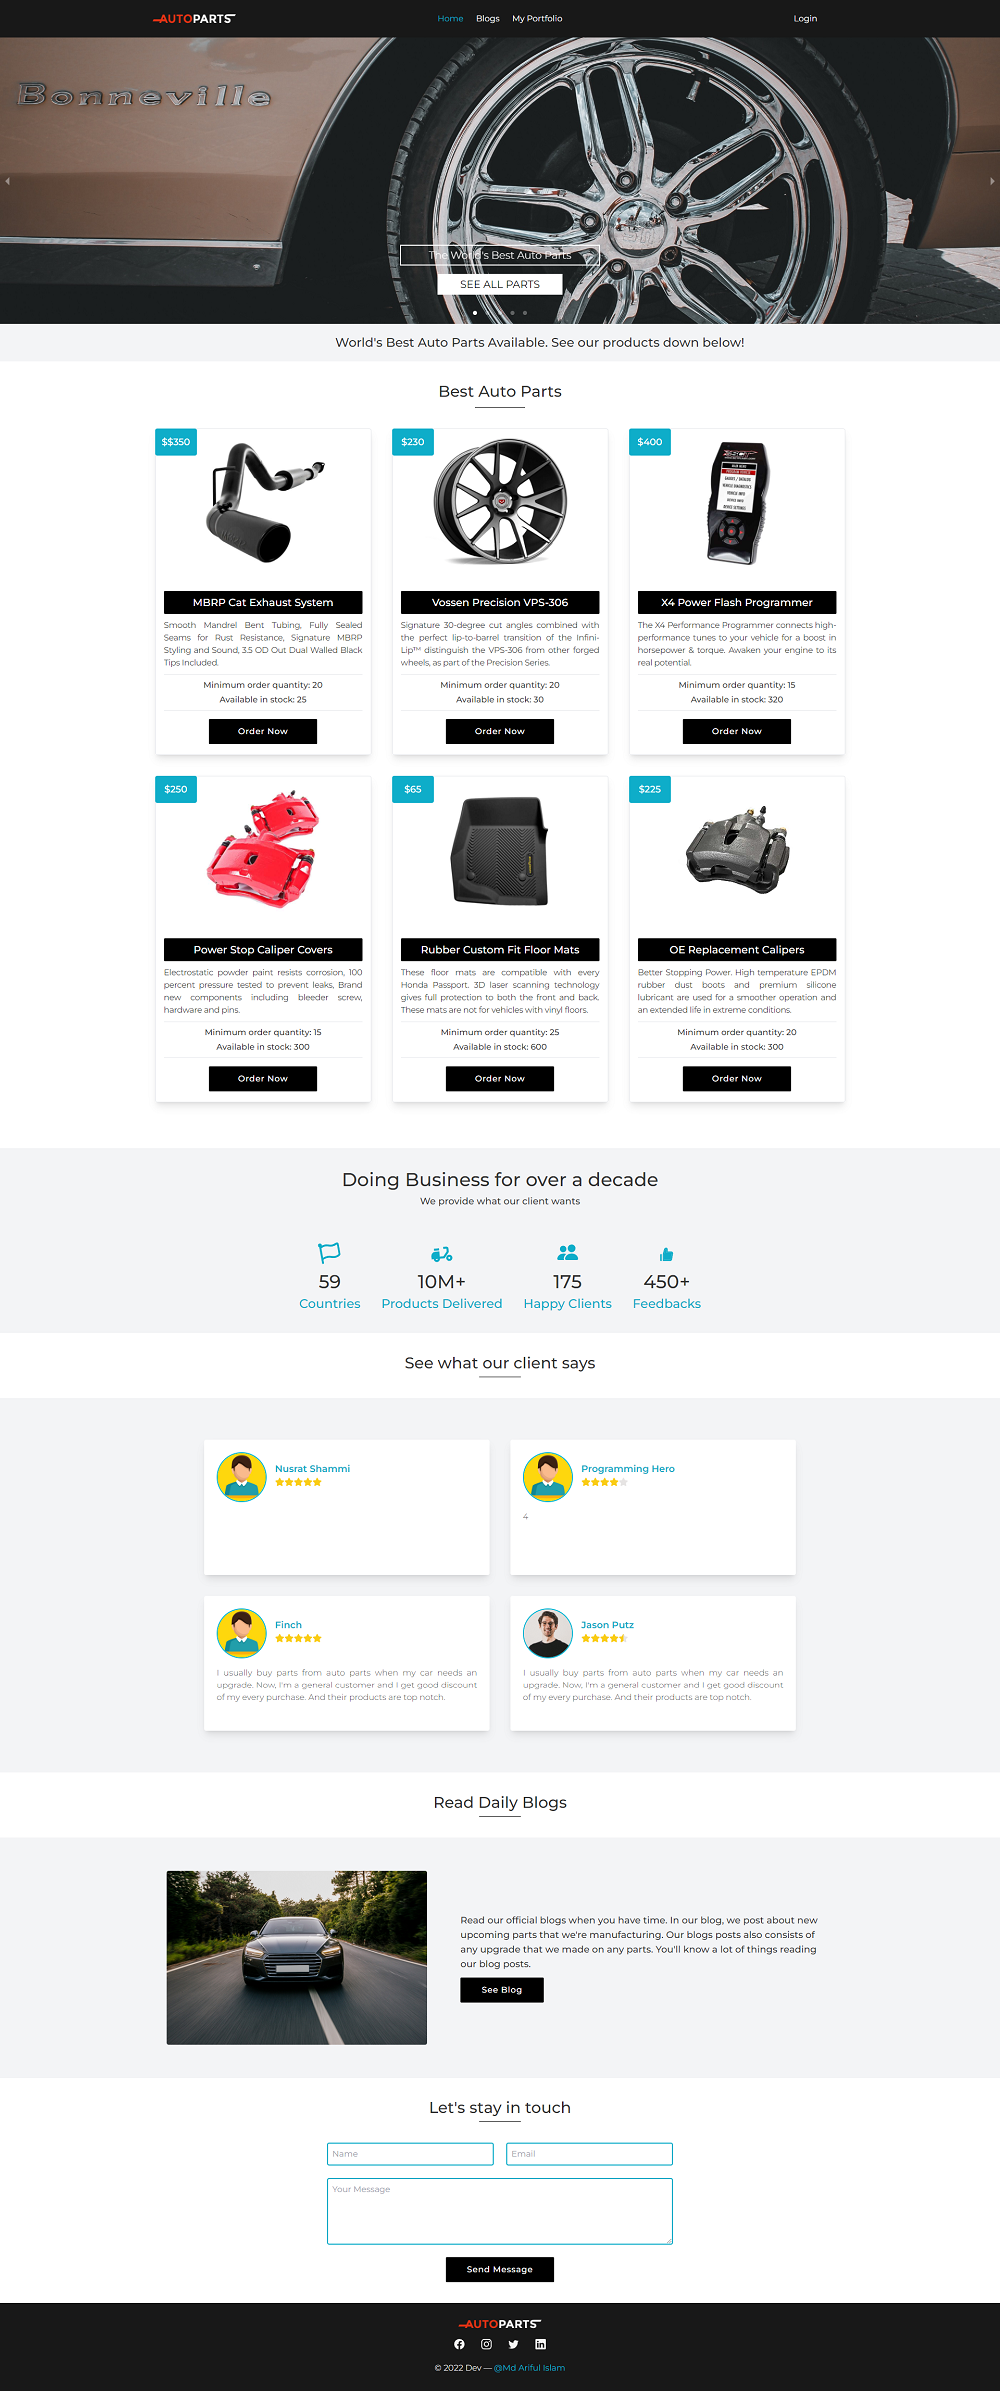 AUTOPARTS
Home Blogs My Portfolio
Login
Bonneville
The World's Best Auto Parts
SEE ALL PARTS
World's Best Auto Parts Available. See our products down below!
Best Auto Parts
$$350
MBRP Cat Exhaust System
Smooth Mandrel Bent Tubing, Fully Sealed
Seams for Rust Resistance, Signature MBRP
Styling and Sound, 3.5 OD Out Dual Walled Black
Tips Included.
Minimum order quantity: 20
Available in stock: 25
Order Now
$230
Vossen Precision VPS-306
Signature 30-degree cut angles combined with
the perfect lip-to-barrel transition of the Infini-
Lip™ distinguish the VPS-306 from other forged
wheels, as part of the Precision Series.
Minimum order quantity: 20
Available in stock: 30
Order Now
$400
X4 Power Flash Programmer
The X4 Performance Programmer connects high-
performance tunes to your vehicle for a boost in
horsepower & torque. Awaken your engine to its
real potential.
Minimum order quantity: 15
Available in stock: 320
Order Now
$250
Power Stop Caliper Covers
Electrostatic powder paint resists corrosion, 100
percent pressure tested to prevent leaks, Brand
new components including bleeder screw,
hardware and pins.
Minimum order quantity: 15
Available in stock: 300
Order Now
$65
Rubber Custom Fit Floor Mats
These floor mats are compatible with every
Honda Passport. 3D laser scanning technology
gives full protection to both the front and back.
These mats are not for vehicles with vinyl floors.
Minimum order quantity: 25
Available in stock: 600
Order Now
$225
OE Replacement Calipers
Better Stopping Power. High temperature EPDM
rubber dust boots and premium silicone
lubricant are used for a smoother operation and
an extended life in extreme conditions.
Minimum order quantity: 20
Available in stock: 300
Order Now
Doing Business for over a decade
We provide what our client wants
59
Countries
10M+
Products Delivered
175
Happy Clients
450+
Feedbacks
See what our client says
Nusrat Shammi
Programming Hero
4
Finch
I usually buy parts from auto parts when my car needs an
upgrade. Now, I'm a general customer and I get good discount
of my every purchase. And their products are top notch.
Jason Putz
I usually buy parts from auto parts when my car needs an
upgrade. Now, I'm a general customer and I get good discount
of my every purchase. And their products are top notch.
Read Daily Blogs
Read our official blogs when you have time. In our blog, we post about new
upcoming parts that we're manufacturing. Our blogs posts also consists of
any upgrade that we made on any parts. You'll know a lot of things reading
our blog posts.
See Blog
Let's stay in touch
Name
Email
Your Message
Send Message
AUTOPARTS
© 2022 Dev — @Md Ariful Islam